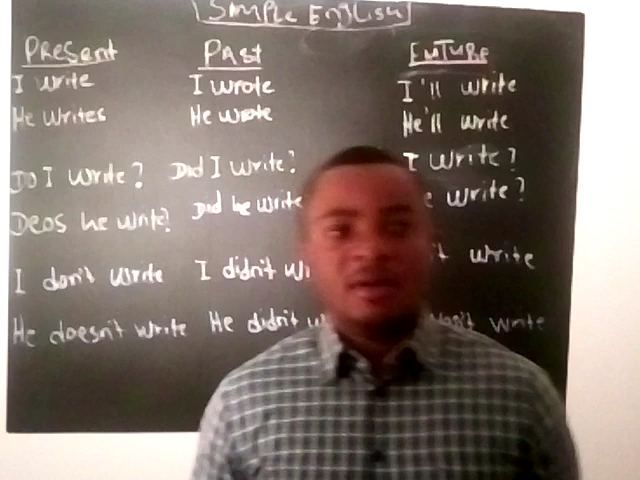 SIMPLE English
Present Past FUTURE
I write I wrote I'll write
He writes He wrote He'll write
Do I write? Did I write? I write?
Deos he write? Did he write write?
I don't write I didn't write
He doesn't write He didn't won't write